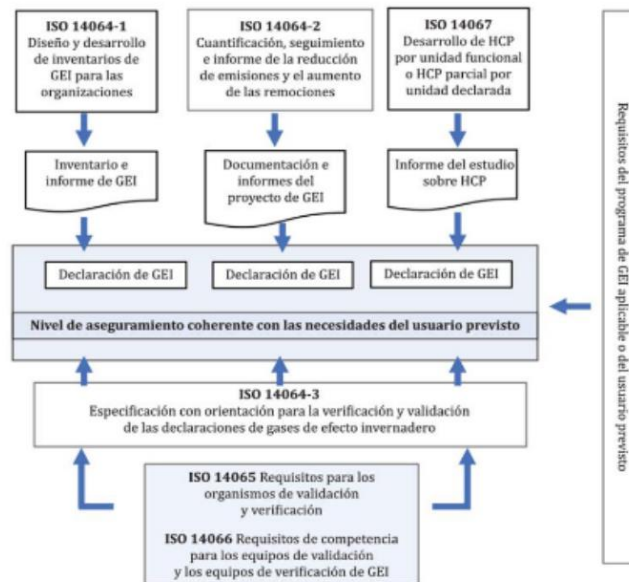 ISO 14064-1
Diseño y desarrollo
de inventarios de
GEI para las
organizaciones
ISO 14064-2
Cuantificación, seguimiento
e informe de la reducción
de emisiones y el aumento
de las remociones
ISO 14067
Desarrollo de HCP
por unidad funcional
o HCP parcial por
unidad declarada
Inventario e
informe de GEI
Documentación e
informes del
proyecto de GEI
Informe del estudio
sobre HCP
Declaración de GEI
Declaración de GEI
Declaración de GEI
Nivel de aseguramiento coherente con las necesidades del usuario previsto
ISO 14064-3
Especificación con orientación para la verificación y validación
de las declaraciones de gases de efecto invernadero
ISO 14065 Requisitos para los
organismos de validación
y verificación
ISO 14066 Requisitos de competencia
para los equipos de validación
y los equipos de verificación de GEI
Requisitos del programa de GEI aplicable o del usuario previsto